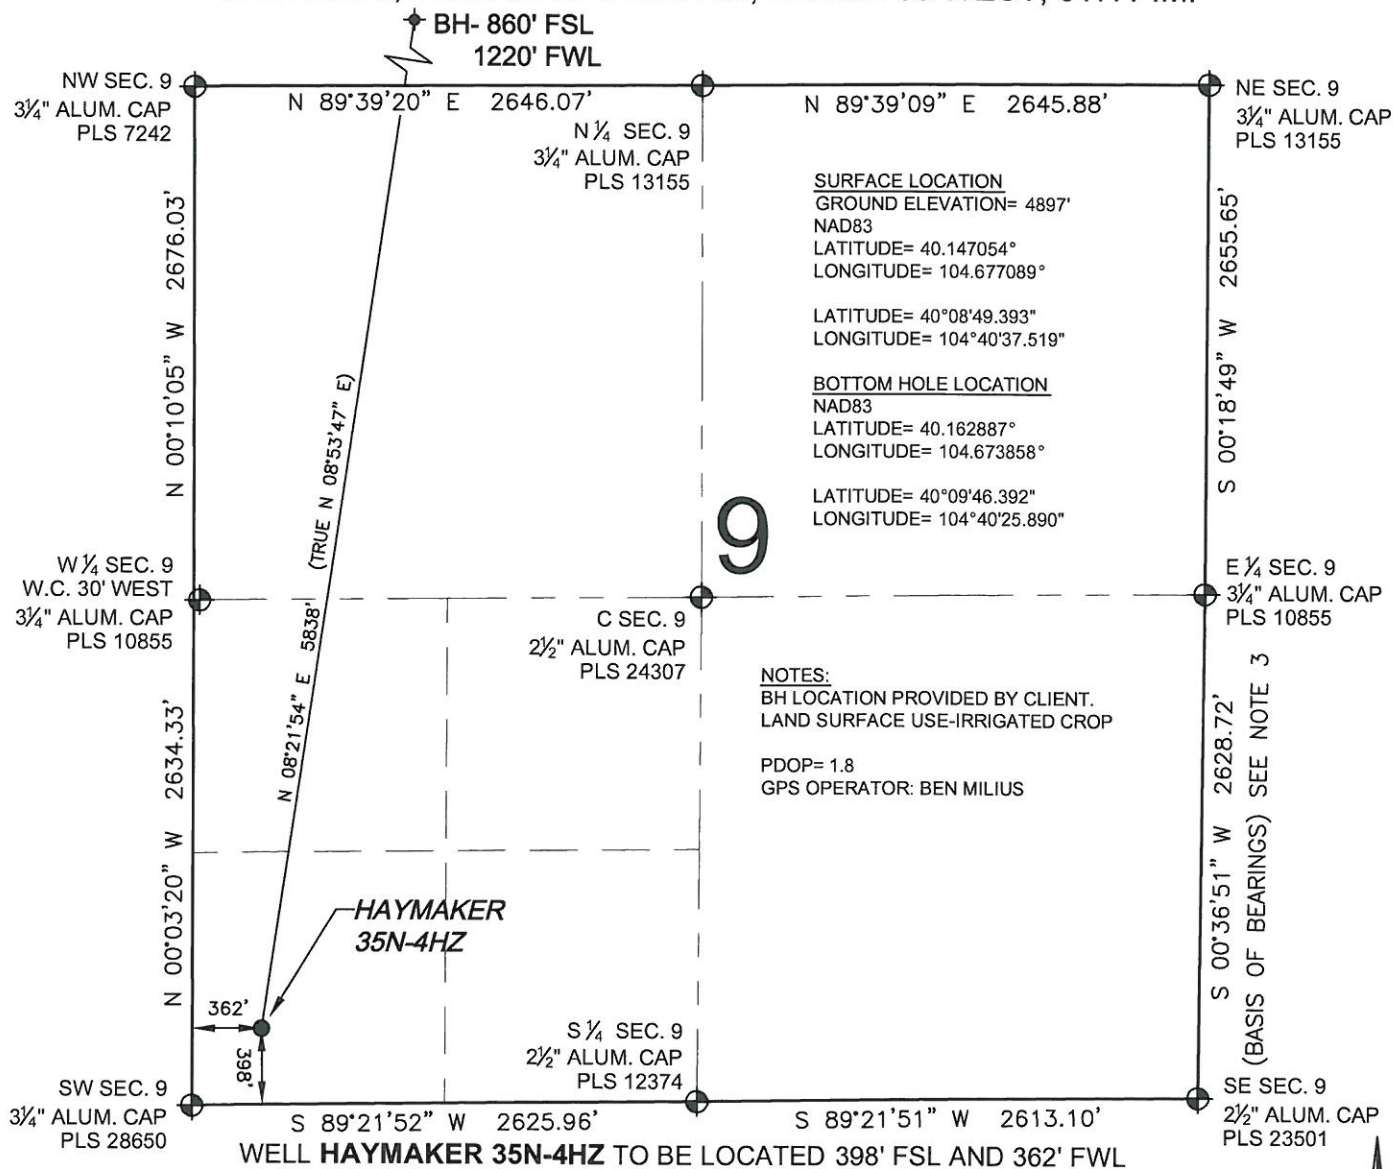 BH- 860' FSL
1220' FWL
NW SEC. 9
3¼" ALUM. CAP
PLS 7242
N 89°39'20" E 2646.07'
N 89°39'09" E 2645.88'
NE SEC. 9
3¼" ALUM. CAP
PLS 13155
N ¼ SEC. 9
3¼" ALUM. CAP
PLS 13155
SURFACE LOCATION
GROUND ELEVATION= 4897'
NAD83
LATITUDE= 40.147054°
LONGITUDE= 104.677089°
LATITUDE= 40°08'49.393"
LONGITUDE= 104°40'37.519"
BOTTOM HOLE LOCATION
NAD83
LATITUDE= 40.162887°
LONGITUDE= 104.673858°
LATITUDE= 40°09'46.392"
LONGITUDE= 104°40'25.890"
N 00°10'05" W 2676.03'
S 00°18'49" W 2655.65'
N 08°21'54" E 5838' (TRUE N 08°53'47" E)
9
W ¼ SEC. 9
W.C. 30' WEST
3¼" ALUM. CAP
PLS 10855
C SEC. 9
2½" ALUM. CAP
PLS 24307
E ¼ SEC. 9
3¼" ALUM. CAP
PLS 10855
NOTES:
BH LOCATION PROVIDED BY CLIENT.
LAND SURFACE USE-IRRIGATED CROP
PDOP= 1.8
GPS OPERATOR: BEN MILIUS
N 00°03'20" W 2634.33'
S 00°36'51" W 2628.72'
(BASIS OF BEARINGS) SEE NOTE 3
HAYMAKER
35N-4HZ
362'
398'
S ¼ SEC. 9
2½" ALUM. CAP
PLS 12374
SW SEC. 9
3¼" ALUM. CAP
PLS 28650
S 89°21'52" W 2625.96'
S 89°21'51" W 2613.10'
SE SEC. 9
2½" ALUM. CAP
PLS 23501
WELL HAYMAKER 35N-4HZ TO BE LOCATED 398' FSL AND 362' FWL